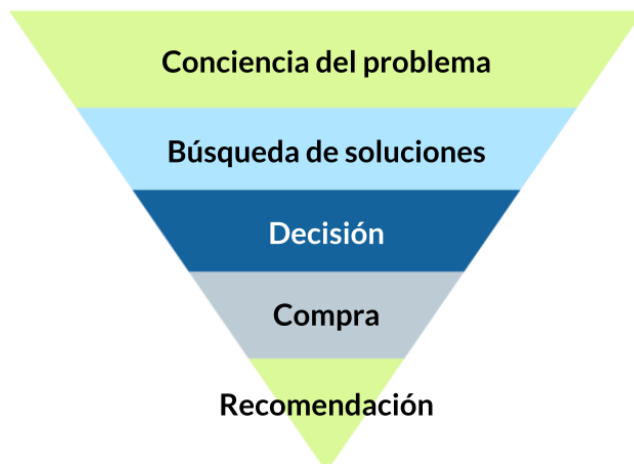 Conciencia del problema
Búsqueda de soluciones
Decisión
Compra
Recomendación